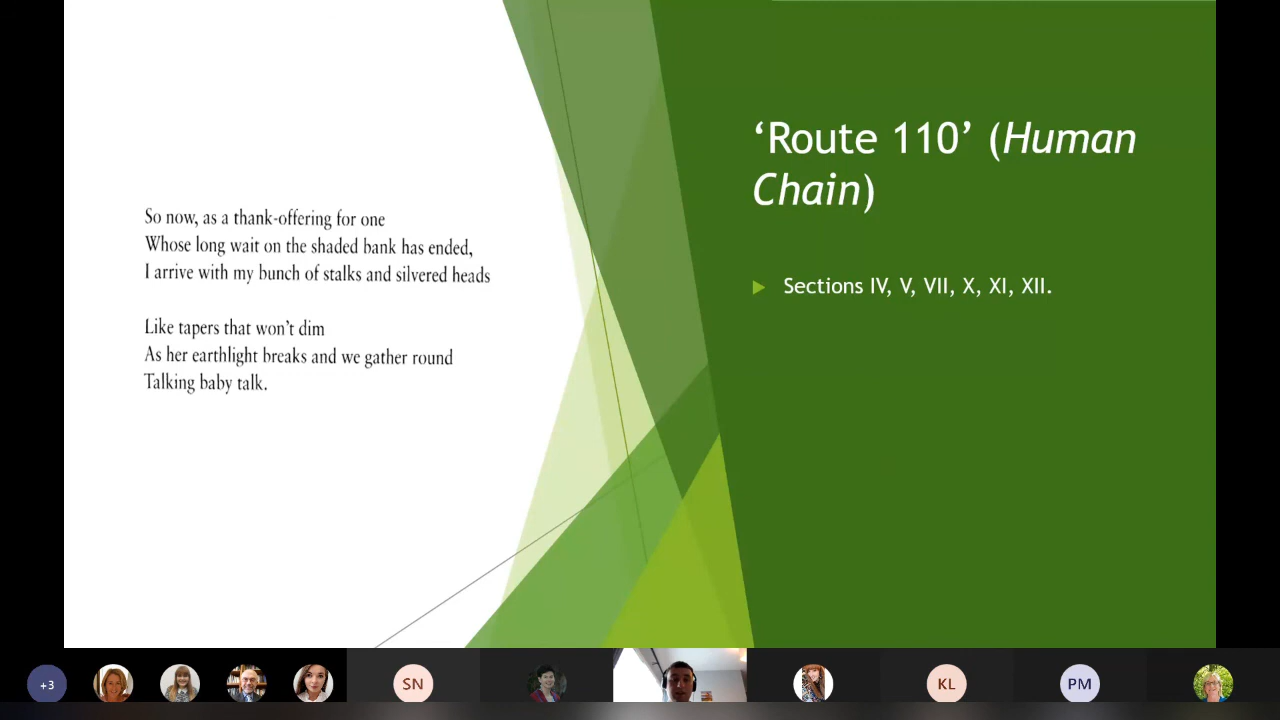 So now, as a thank-offering for one
Whose long wait on the shaded bank has ended,
I arrive with my bunch of stalks and silvered heads
Like tapers that won't dim
As her earthlight breaks and we gather round
Talking baby talk.
‘Route 110’ (Human
Chain)
Sections IV, V, VII, X, XI, XII.
+3
SN
KL
PM